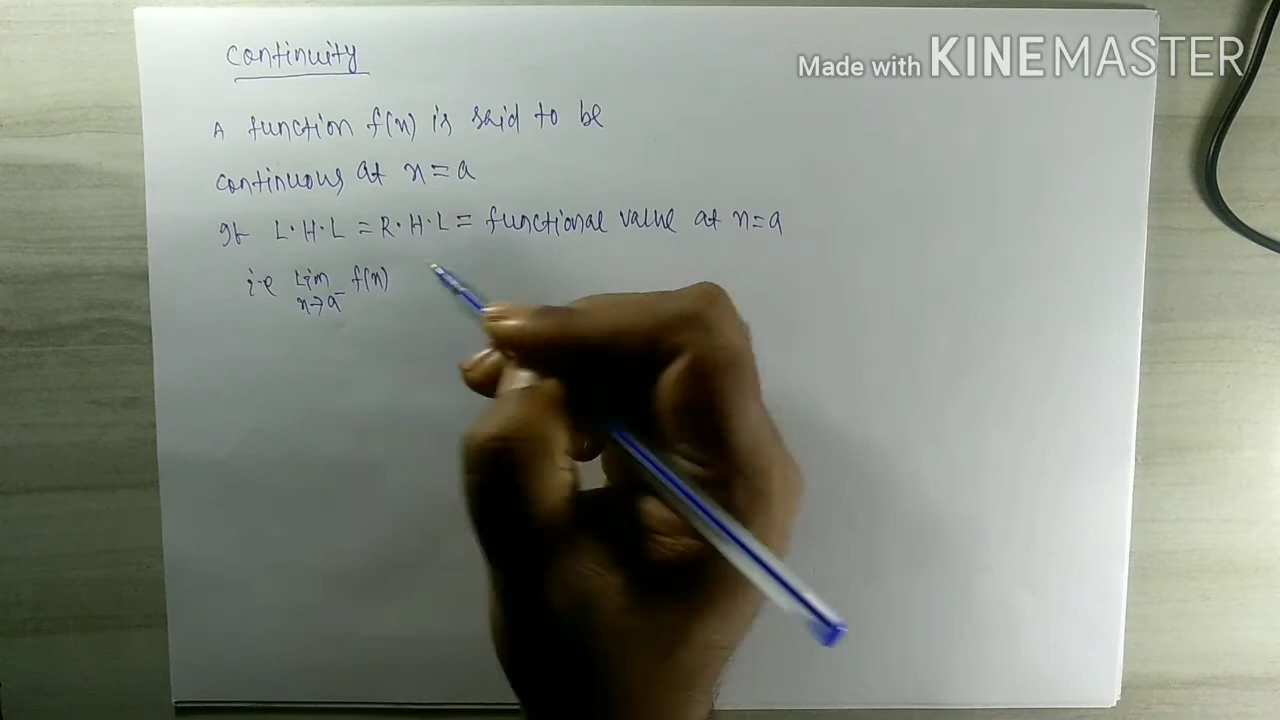 Continuity
Made with KINEMASTER
A function f(x) is said to be
continuous at x = a
If L.H.L = R.H.L = functional value at x = a
i.e Lim f(x)
x→a⁻